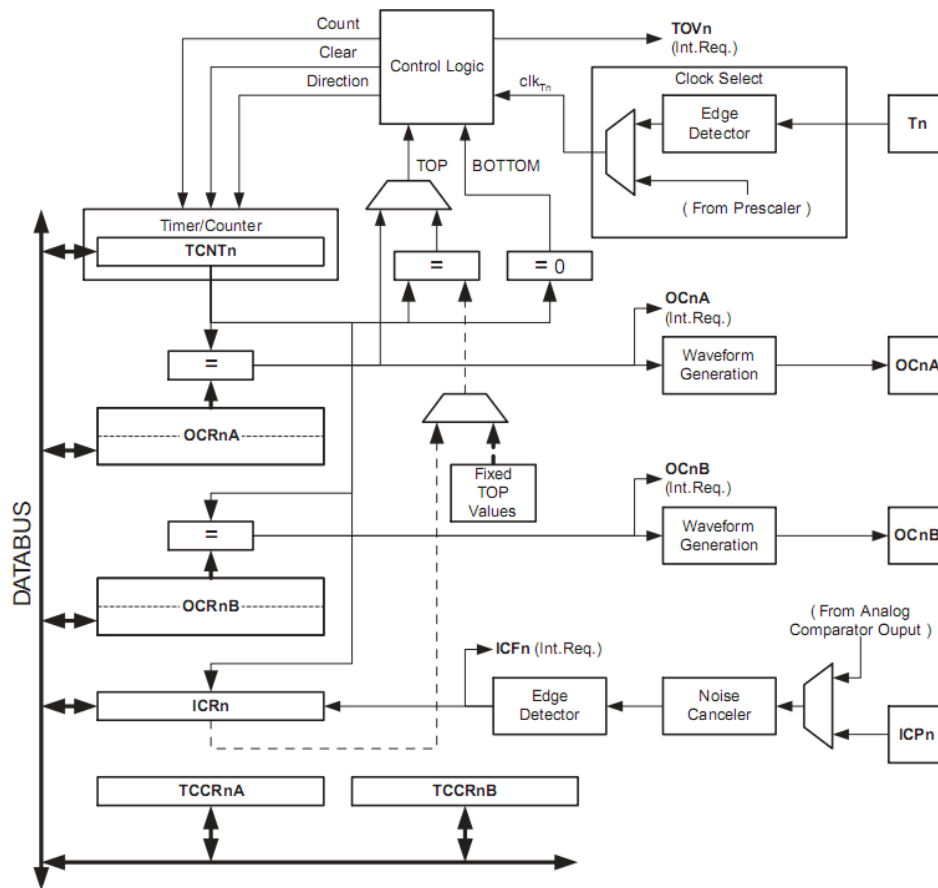 Count
Clear
Direction
Control Logic
TOVn
(Int.Req.)
clkTn
Clock Select
Edge
Detector
Tn
( From Prescaler )
TOP
BOTTOM
Timer/Counter
TCNTn
=
= 0
OCnA
(Int.Req.)
=
Waveform
Generation
OCnA
OCRnA
Fixed
TOP
Values
OCnB
(Int.Req.)
=
Waveform
Generation
OCnB
OCRnB
DATABUS
( From Analog
Comparator Ouput )
ICFn (Int.Req.)
ICRn
Edge
Detector
Noise
Canceler
ICPn
TCCRnA
TCCRnB